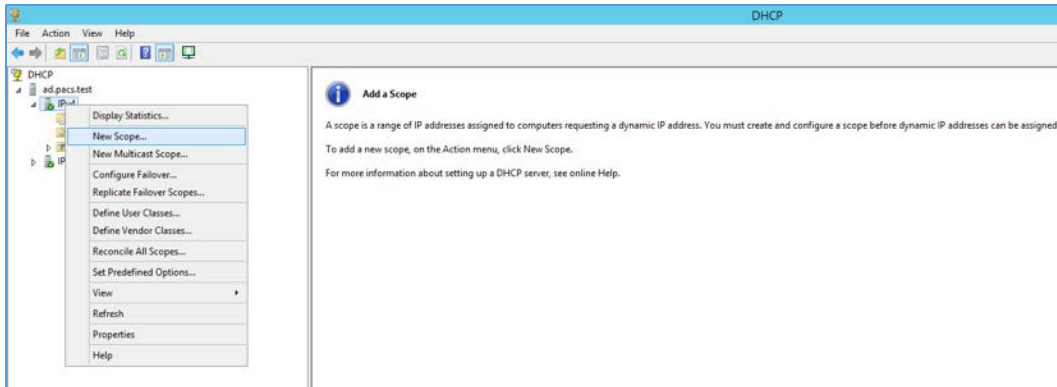 DHCP
File Action View Help
DHCP
ad.pacs.test
IPv4
IP
Display Statistics...
New Scope...
New Multicast Scope...
Configure Failover...
Replicate Failover Scopes...
Define User Classes...
Define Vendor Classes...
Reconcile All Scopes...
Set Predefined Options...
View
Refresh
Properties
Help
Add a Scope
A scope is a range of IP addresses assigned to computers requesting a dynamic IP address. You must create and configure a scope before dynamic IP addresses can be assigned
To add a new scope, on the Action menu, click New Scope.
For more information about setting up a DHCP server, see online Help.